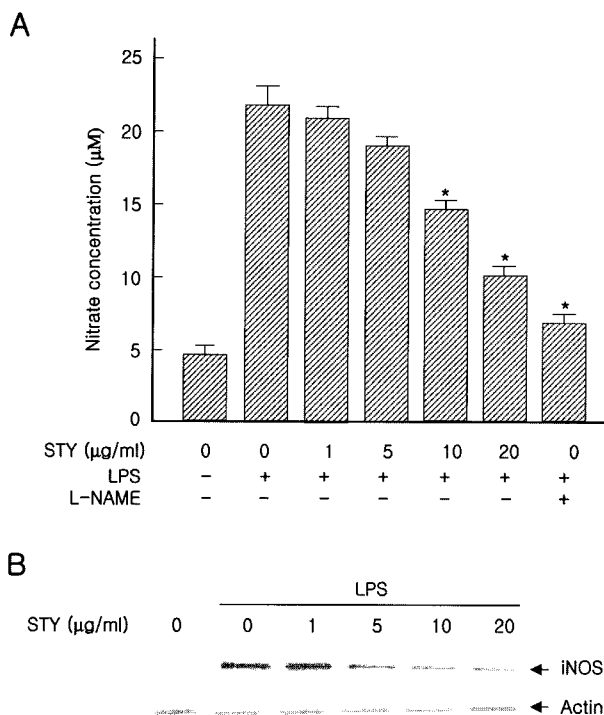 A
Nitrate concentration (μM)
25
20
15
10
5
0
* * *
STY (μg/ml) 0 0 1 5 10 20 0
LPS − + + + + + +
L-NAME − − − − − − +
B
LPS
STY (μg/ml) 0 0 1 5 10 20
iNOS
Actin